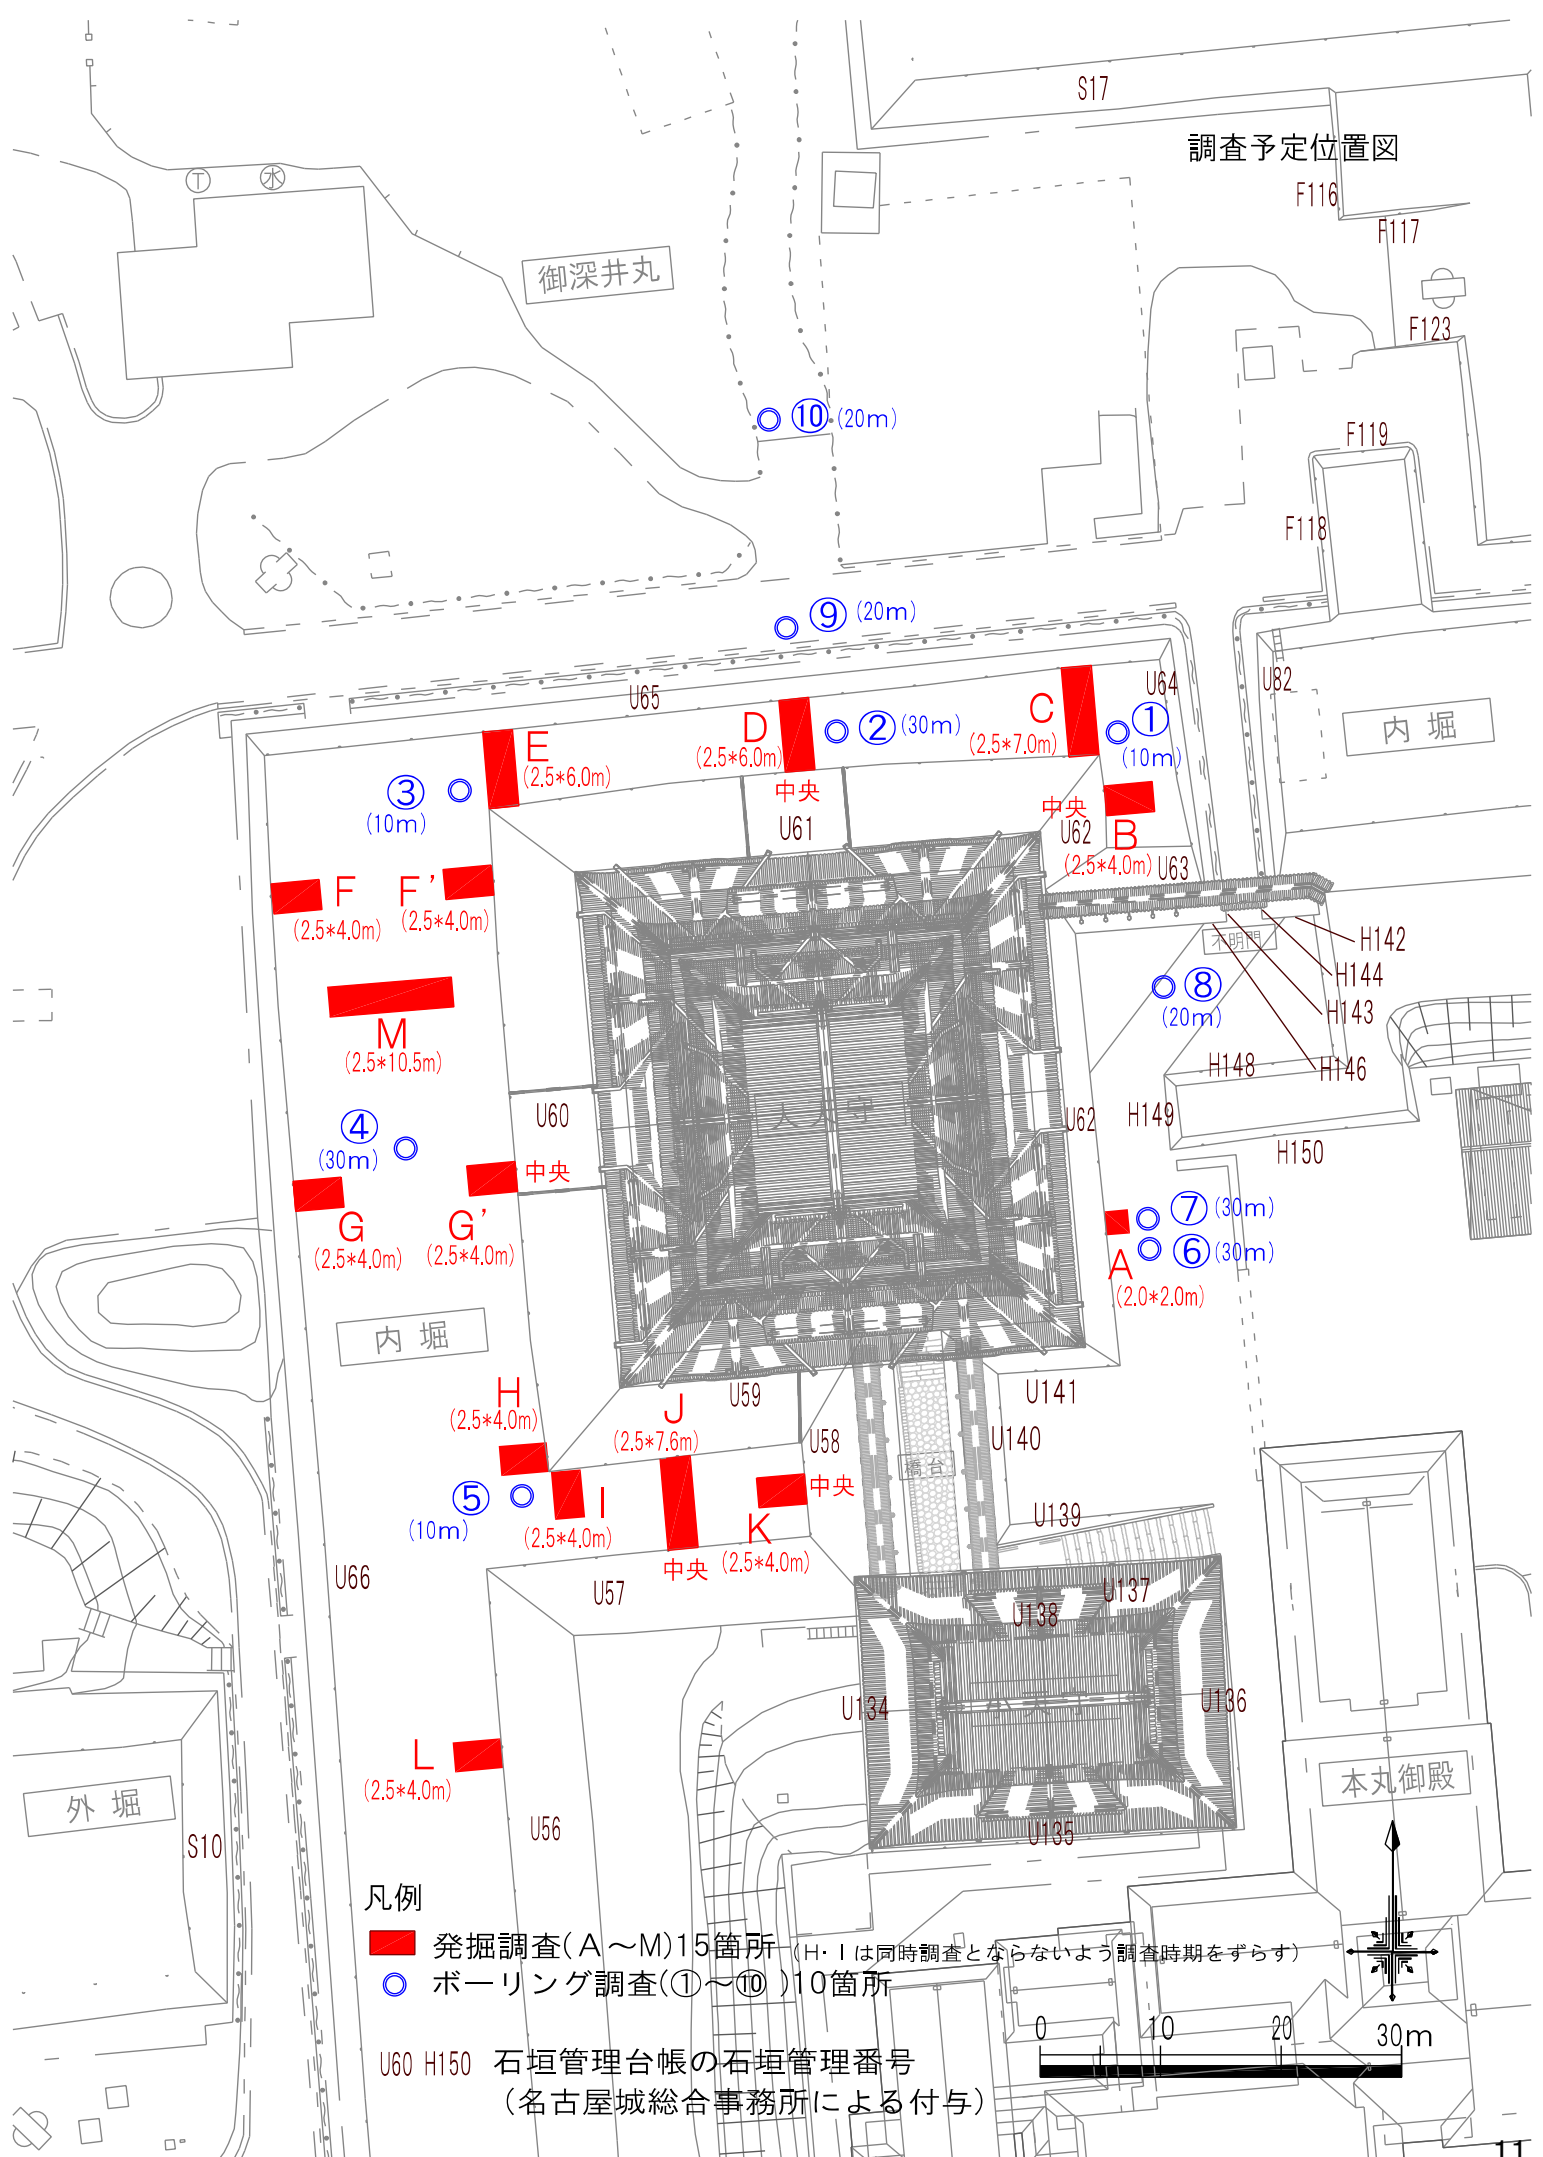 S17
調査予定位置図
F116
F117
T
水
御深井丸
F123
⑩ (20m)
F119
F118
⑨ (20m)
U65
U64
U82
内堀
E
(2.5*6.0m)
D
(2.5*6.0m)
中央
② (30m)
C
(2.5*7.0m)
①
(10m)
③
(10m)
U61
中央
U62
B
(2.5*4.0m)
U63
F
(2.5*4.0m)
F'
(2.5*4.0m)
不明門
H142
H144
H143
H146
⑧
(20m)
M
(2.5*10.5m)
H148
④
(30m)
U60
大天守
U62
H149
H150
中央
G
(2.5*4.0m)
G'
(2.5*4.0m)
⑦ (30m)
⑥ (30m)
A
(2.0*2.0m)
内堀
H
(2.5*4.0m)
U59
J
(2.5*7.6m)
中央
U58
U141
U140
橋台
⑤
(10m)
I
(2.5*4.0m)
中央
K
(2.5*4.0m)
U139
U66
U57
U137
U138
U134
U136
L
(2.5*4.0m)
外堀
本丸御殿
S10
U56
U135
凡例
発掘調査(A～M)15箇所 (H・Iは同時調査とならないよう調査時期をずらす)
ボーリング調査(①～⑩)10箇所
U60 H150 石垣管理台帳の石垣管理番号
(名古屋城総合事務所による付与)
0 10 20 30m
11